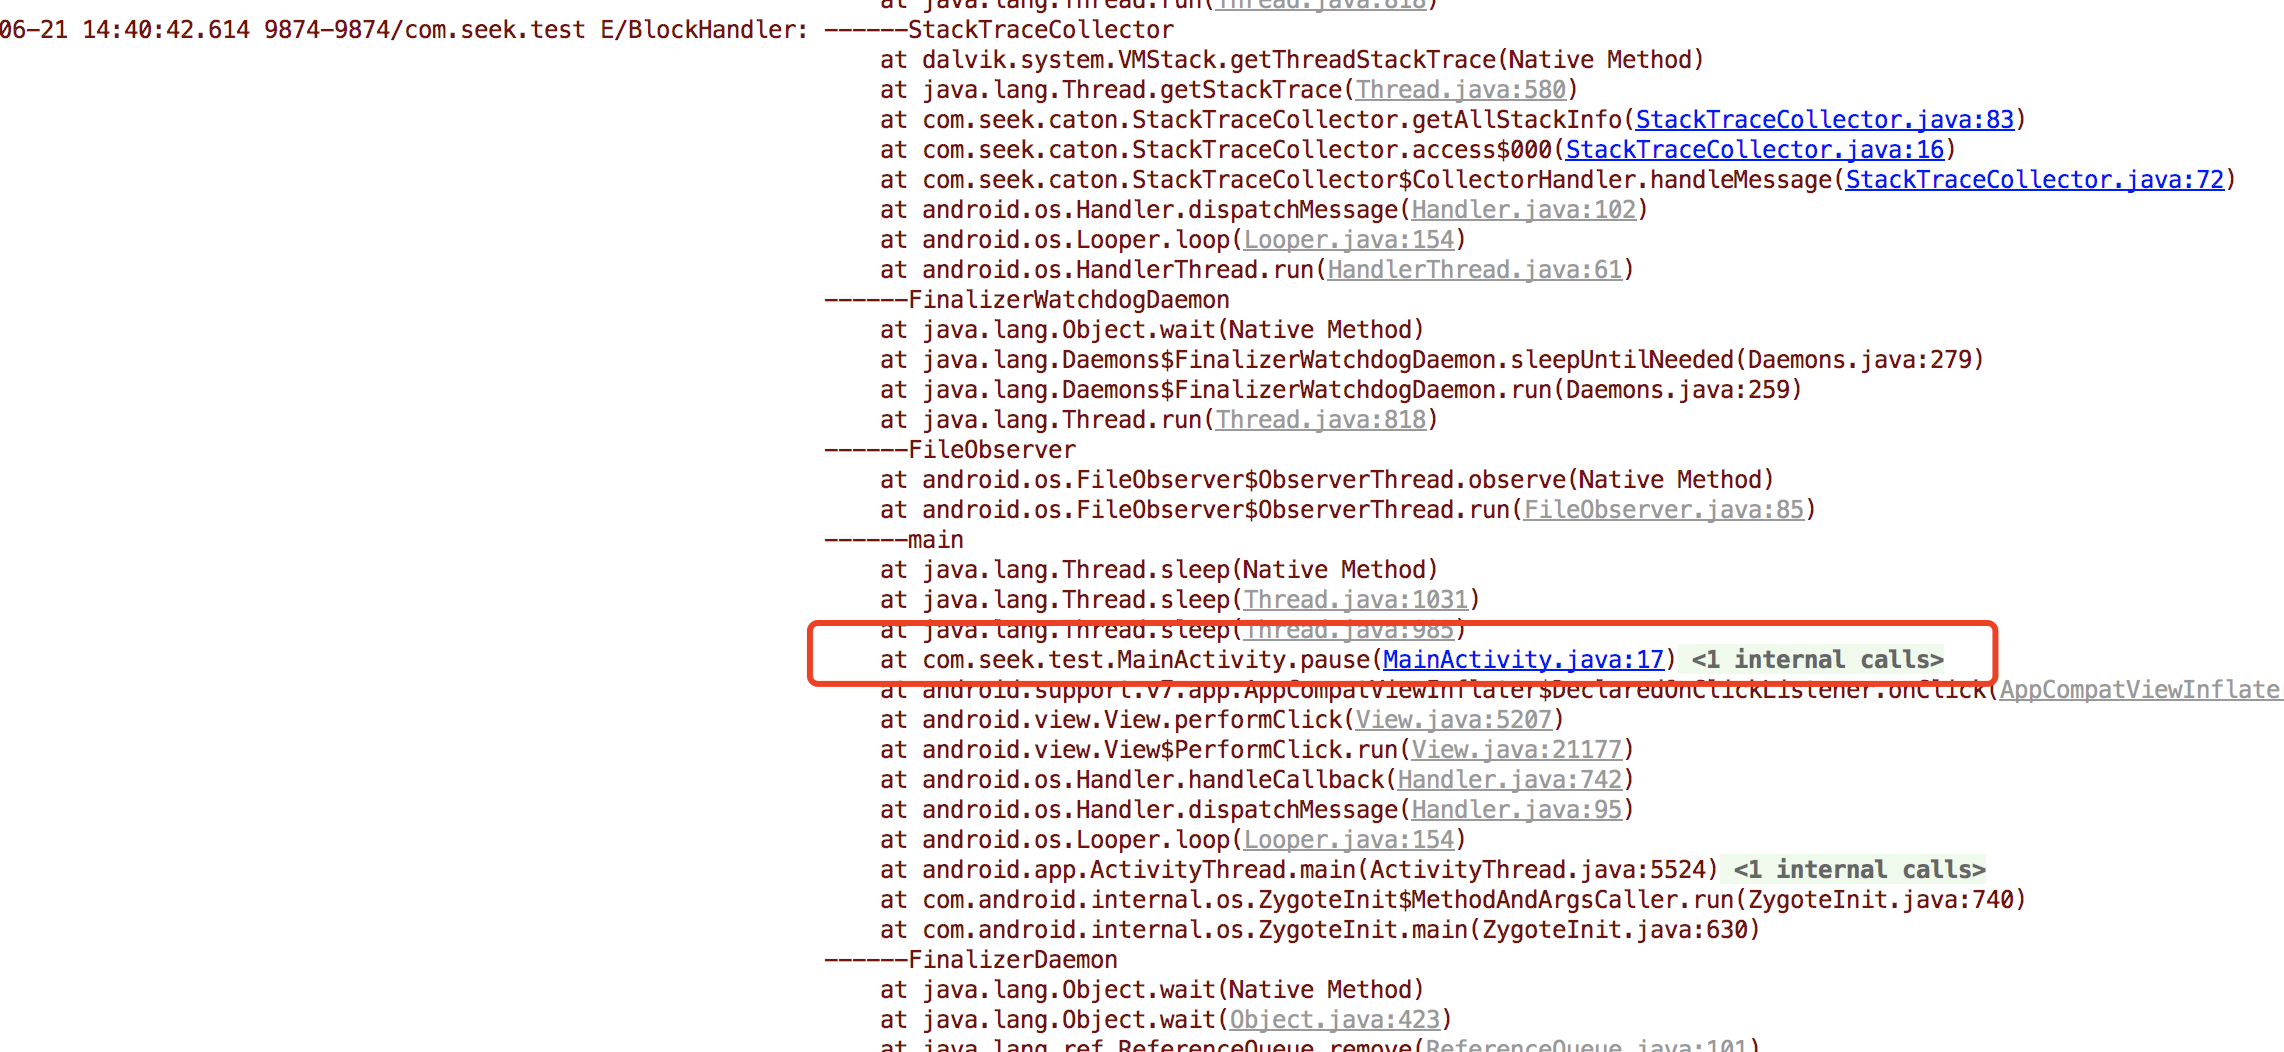 at java.lang.Thread.run(Thread.java:818)
06-21 14:40:42.614 9874-9874/com.seek.test E/BlockHandler: ------StackTraceCollector
at dalvik.system.VMStack.getThreadStackTrace(Native Method)
at java.lang.Thread.getStackTrace(Thread.java:580)
at com.seek.caton.StackTraceCollector.getAllStackInfo(StackTraceCollector.java:83)
at com.seek.caton.StackTraceCollector.access$000(StackTraceCollector.java:16)
at com.seek.caton.StackTraceCollector$CollectorHandler.handleMessage(StackTraceCollector.java:72)
at android.os.Handler.dispatchMessage(Handler.java:102)
at android.os.Looper.loop(Looper.java:154)
at android.os.HandlerThread.run(HandlerThread.java:61)
------FinalizerWatchdogDaemon
at java.lang.Object.wait(Native Method)
at java.lang.Daemons$FinalizerWatchdogDaemon.sleepUntilNeeded(Daemons.java:279)
at java.lang.Daemons$FinalizerWatchdogDaemon.run(Daemons.java:259)
at java.lang.Thread.run(Thread.java:818)
------FileObserver
at android.os.FileObserver$ObserverThread.observe(Native Method)
at android.os.FileObserver$ObserverThread.run(FileObserver.java:85)
------main
at java.lang.Thread.sleep(Native Method)
at java.lang.Thread.sleep(Thread.java:1031)
at java.lang.Thread.sleep(Thread.java:985)
at com.seek.test.MainActivity.pause(MainActivity.java:17) <1 internal calls>
at android.support.v7.app.AppCompatViewInflater$DeclaredOnClickListener.onClick(AppCompatViewInflate
at android.view.View.performClick(View.java:5207)
at android.view.View$PerformClick.run(View.java:21177)
at android.os.Handler.handleCallback(Handler.java:742)
at android.os.Handler.dispatchMessage(Handler.java:95)
at android.os.Looper.loop(Looper.java:154)
at android.app.ActivityThread.main(ActivityThread.java:5524) <1 internal calls>
at com.android.internal.os.ZygoteInit$MethodAndArgsCaller.run(ZygoteInit.java:740)
at com.android.internal.os.ZygoteInit.main(ZygoteInit.java:630)
------FinalizerDaemon
at java.lang.Object.wait(Native Method)
at java.lang.Object.wait(Object.java:423)
at java.lang.ref.ReferenceQueue.remove(ReferenceQueue.java:101)